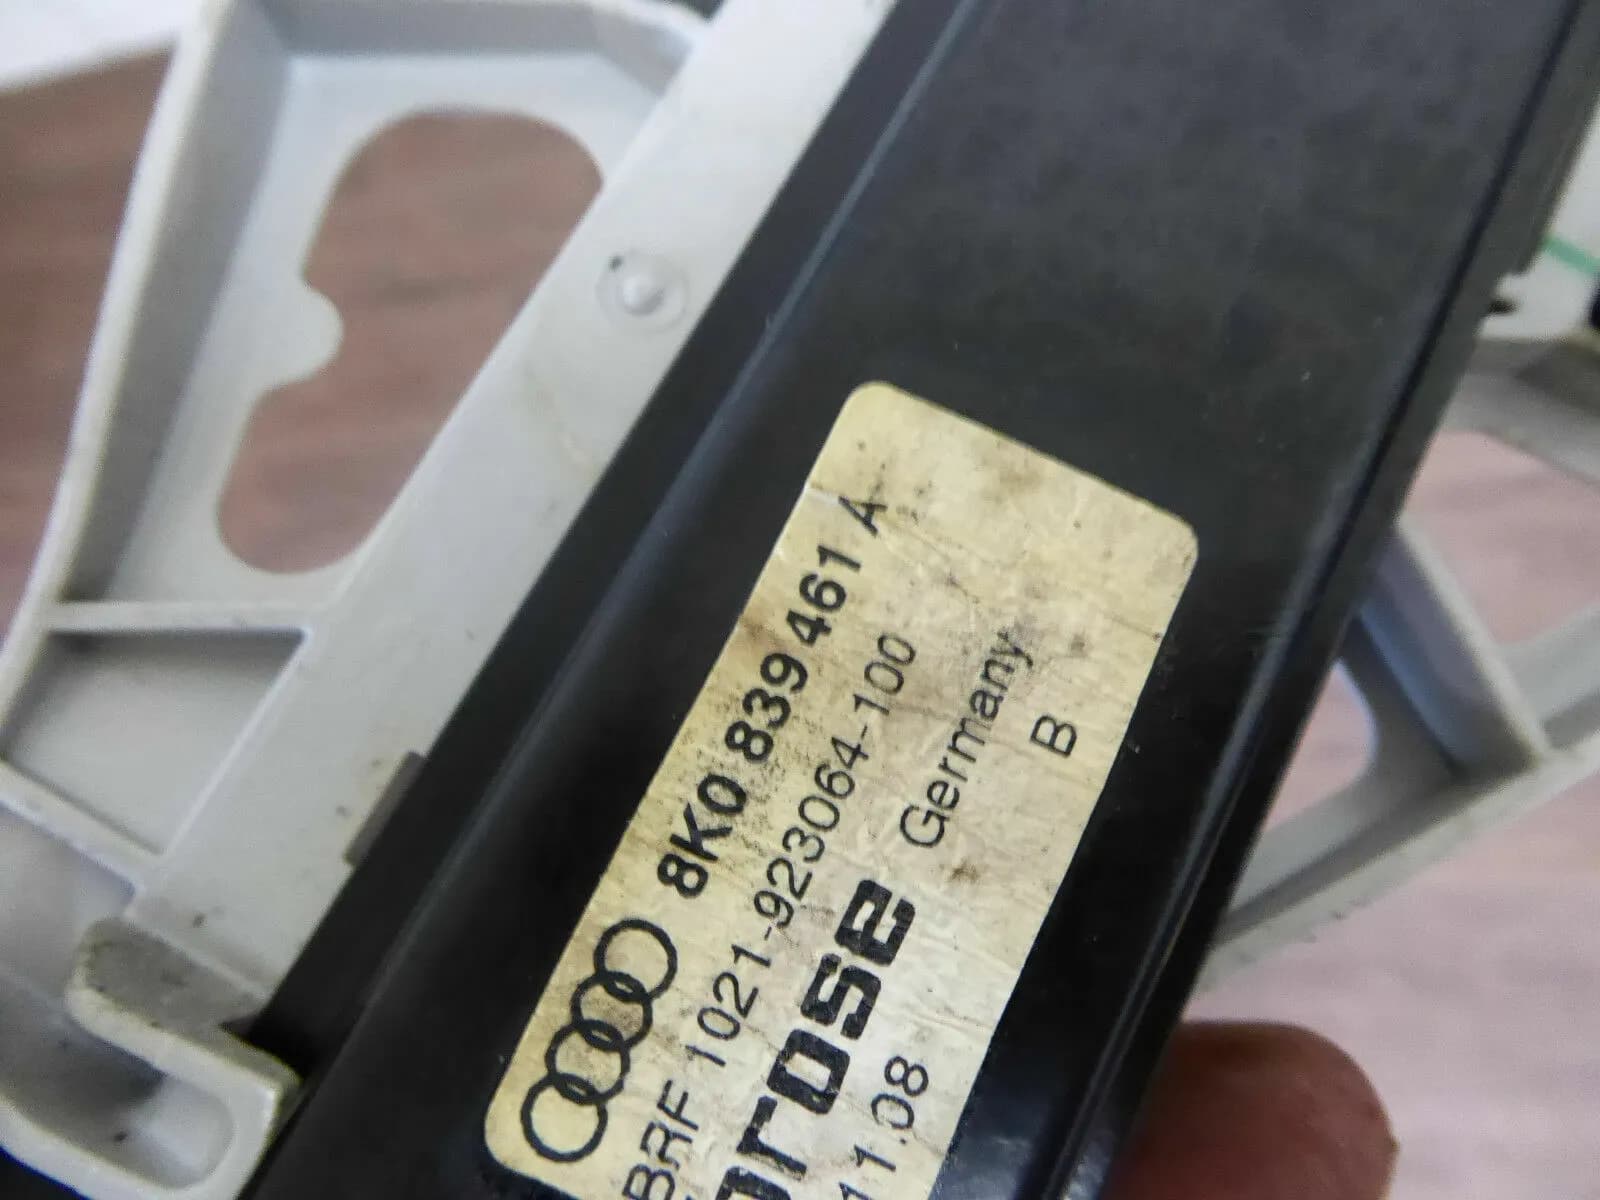 8K0 839 461 A
BRF 1021-923064-100
rose Germany
11.08 B